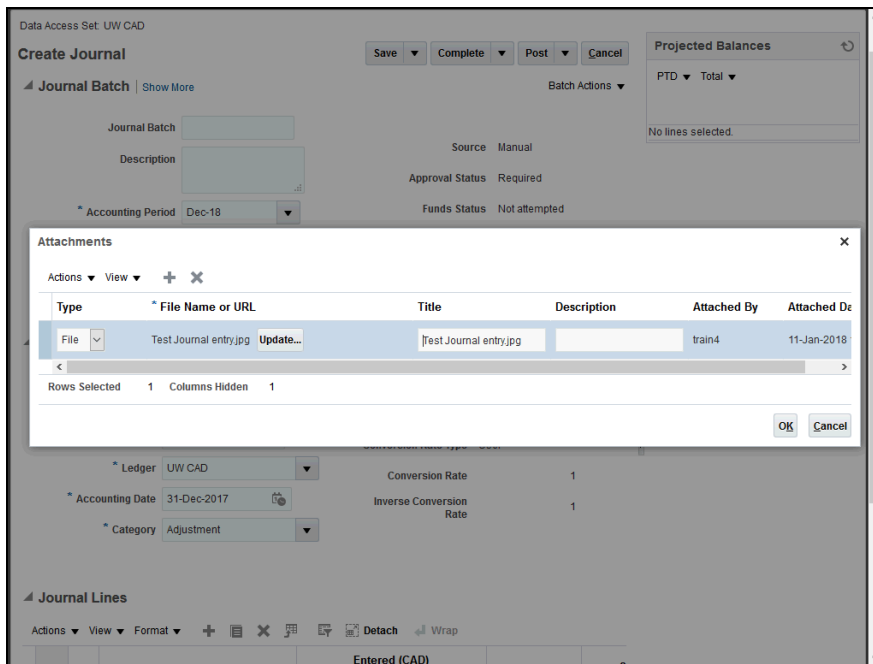 Data Access Set: UW CAD
Create Journal
Save Complete Post Cancel
Projected Balances
Journal Batch Show More
Batch Actions
PTD Total
Journal Batch
No lines selected.
Source Manual
Description
Approval Status Required
* Accounting Period Dec-18
Funds Status Not attempted
Attachments
Actions View
Type * File Name or URL Title Description Attached By Attached Da
File Test Journal entry.jpg Update... Test Journal entry.jpg train4 11-Jan-2018
Rows Selected 1 Columns Hidden 1
OK Cancel
* Ledger UW CAD
Conversion Rate 1
* Accounting Date 31-Dec-2017
Inverse Conversion Rate 1
* Category Adjustment
Journal Lines
Actions View Format Detach Wrap
Entered (CAD)